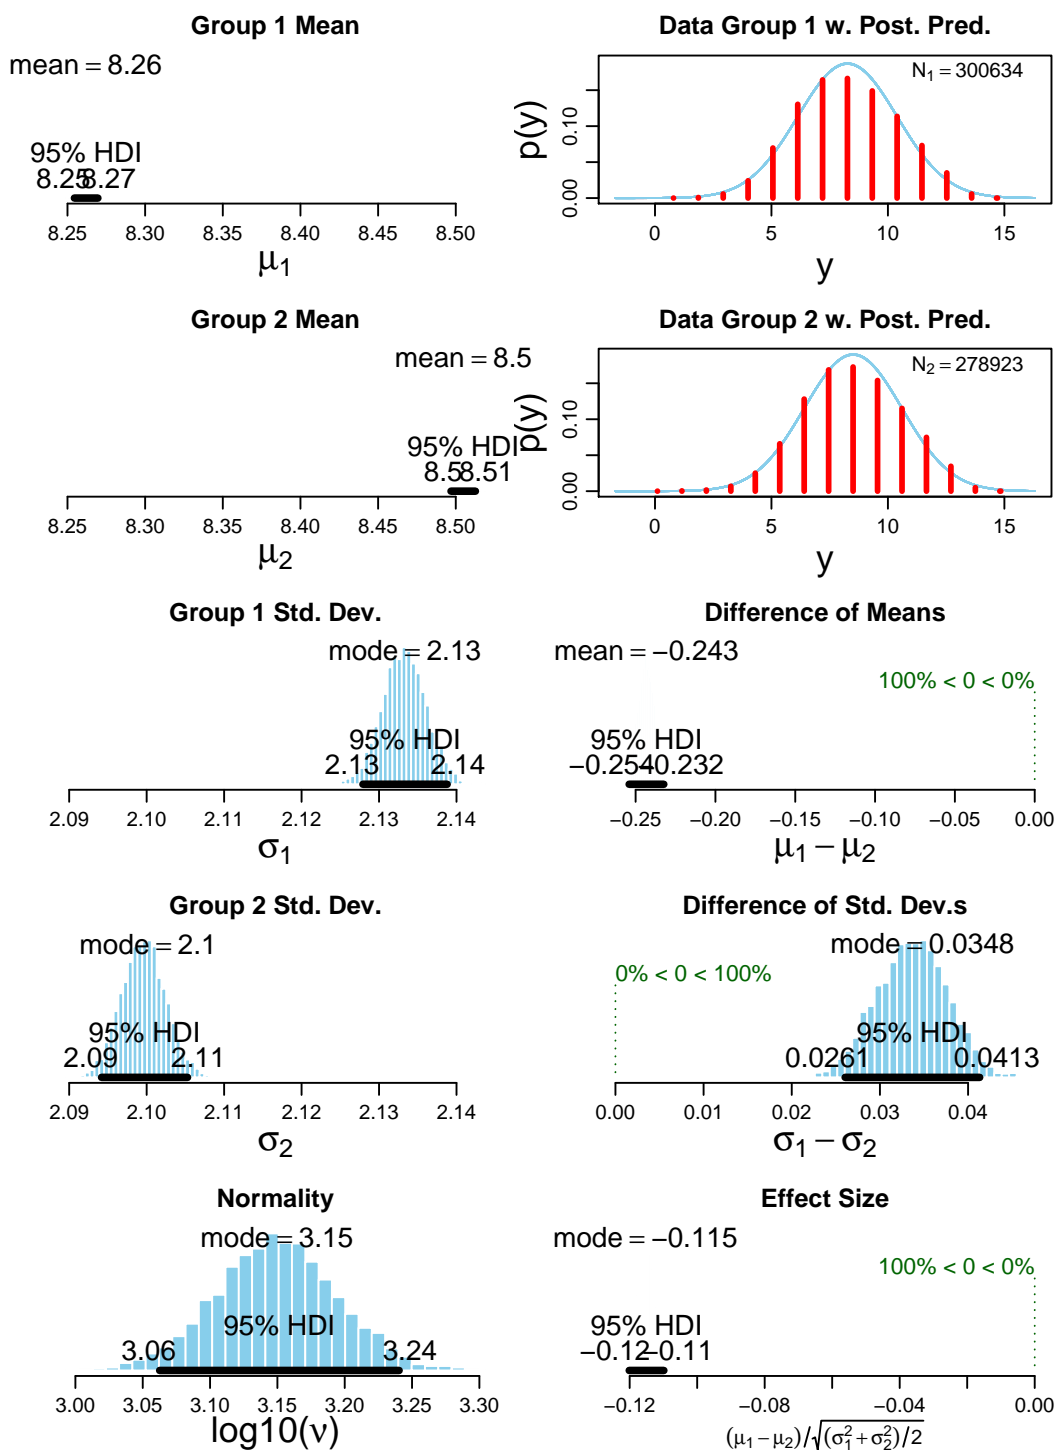 Group 1 Mean
mean = 8.26
95% HDI
8.25 8.27
8.25 8.30 8.35 8.40 8.45 8.50
μ1
Data Group 1 w. Post. Pred.
N1 = 300634
p(y)
0.00 0.10
0 5 10 15
y
Group 2 Mean
mean = 8.5
95% HDI
8.5 8.51
8.25 8.30 8.35 8.40 8.45 8.50
μ2
Data Group 2 w. Post. Pred.
N2 = 278923
p(y)
0.00 0.10
0 5 10 15
y
Group 1 Std. Dev.
mode = 2.13
95% HDI
2.13 2.14
2.09 2.10 2.11 2.12 2.13 2.14
σ1
Difference of Means
mean = −0.243
100% < 0 < 0%
95% HDI
−0.254 −0.232
−0.25 −0.20 −0.15 −0.10 −0.05 0.00
μ1 − μ2
Group 2 Std. Dev.
mode = 2.1
95% HDI
2.09 2.11
2.09 2.10 2.11 2.12 2.13 2.14
σ2
Difference of Std. Dev.s
mode = 0.0348
0% < 0 < 100%
95% HDI
0.0261 0.0413
0.00 0.01 0.02 0.03 0.04
σ1 − σ2
Normality
mode = 3.15
95% HDI
3.06 3.24
3.00 3.05 3.10 3.15 3.20 3.25 3.30
log10(ν)
Effect Size
mode = −0.115
100% < 0 < 0%
95% HDI
−0.12 −0.11
−0.12 −0.08 −0.04 0.00
(μ1 − μ2)/√(σ1² + σ2²)/2